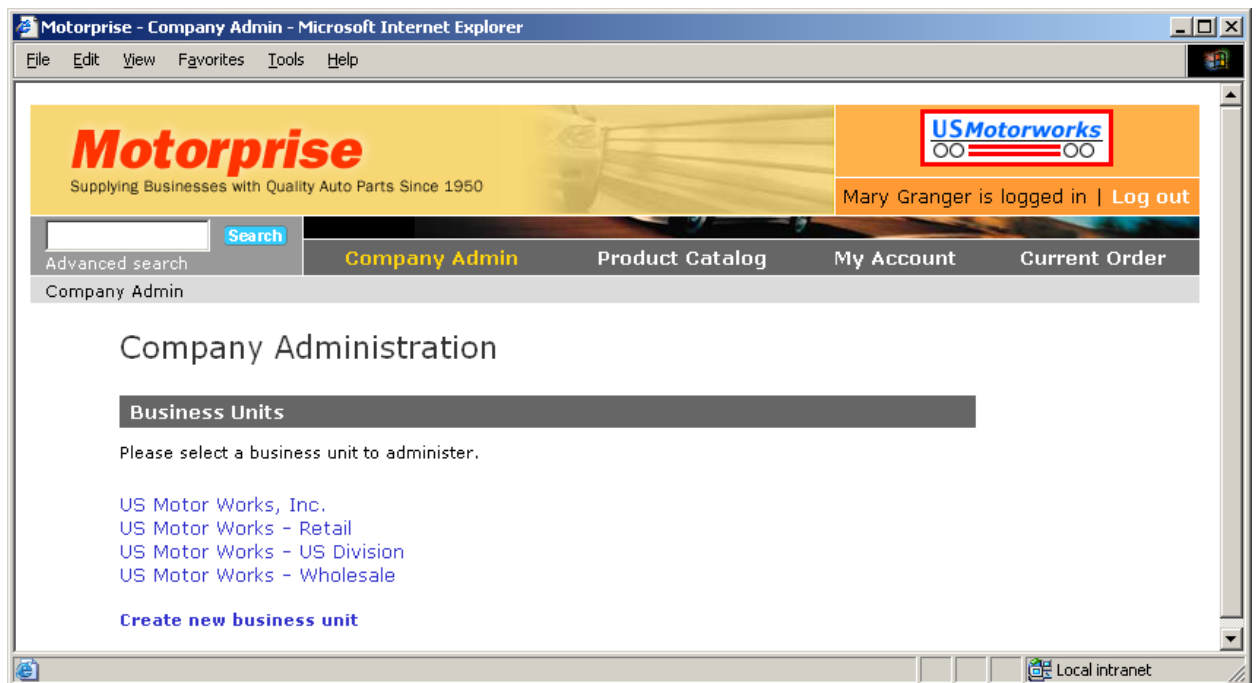 Motorprise - Company Admin - Microsoft Internet Explorer
File Edit View Favorites Tools Help
Motorprise
Supplying Businesses with Quality Auto Parts Since 1950
USMotorworks
Mary Granger is logged in | Log out
Search
Advanced search
Company Admin Product Catalog My Account Current Order
Company Admin
Company Administration
Business Units
Please select a business unit to administer.
US Motor Works, Inc.
US Motor Works - Retail
US Motor Works - US Division
US Motor Works - Wholesale
Create new business unit
Local intranet